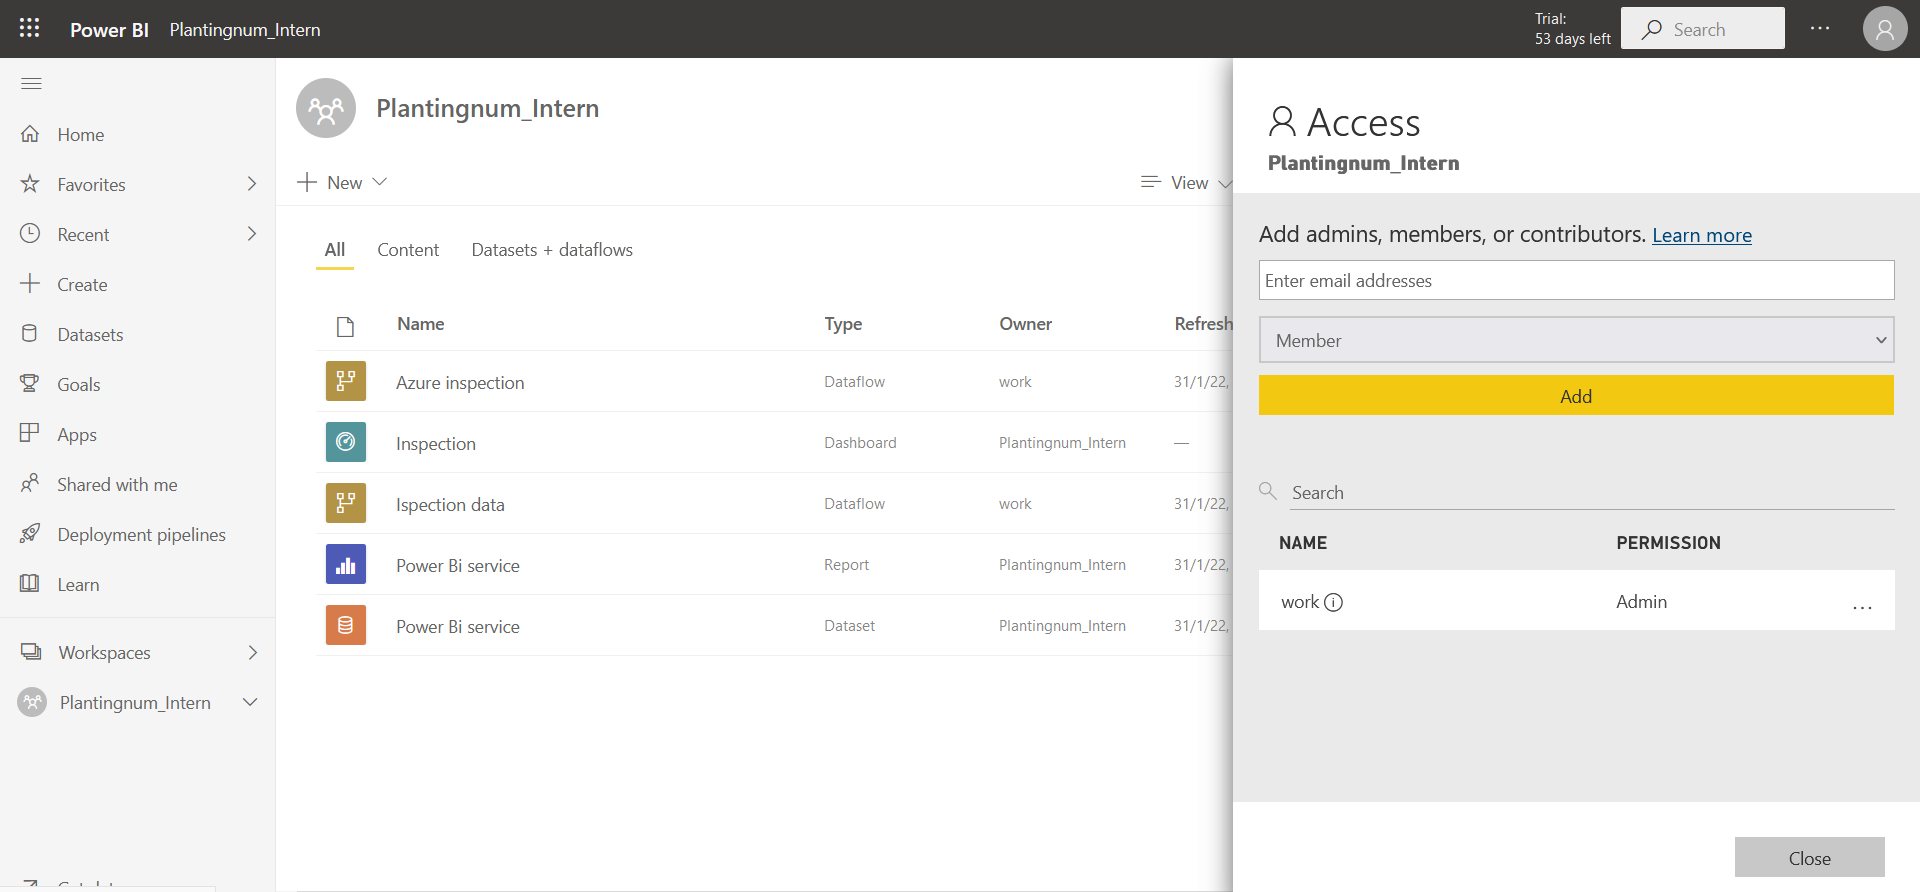 Power BI Plantingnum_Intern
Trial:
53 days left
Search
Home
Favorites
Recent
Create
Datasets
Goals
Apps
Shared with me
Deployment pipelines
Learn
Workspaces
Plantingnum_Intern
Plantingnum_Intern
New
View
All Content Datasets + dataflows
Name Type Owner Refresh
Azure inspection Dataflow work 31/1/22,
Inspection Dashboard Plantingnum_Intern —
Ispection data Dataflow work 31/1/22,
Power Bi service Report Plantingnum_Intern 31/1/22,
Power Bi service Dataset Plantingnum_Intern 31/1/22,
Access
Plantingnum_Intern
Add admins, members, or contributors. Learn more
Enter email addresses
Member
Add
Search
NAME PERMISSION
work Admin
Close